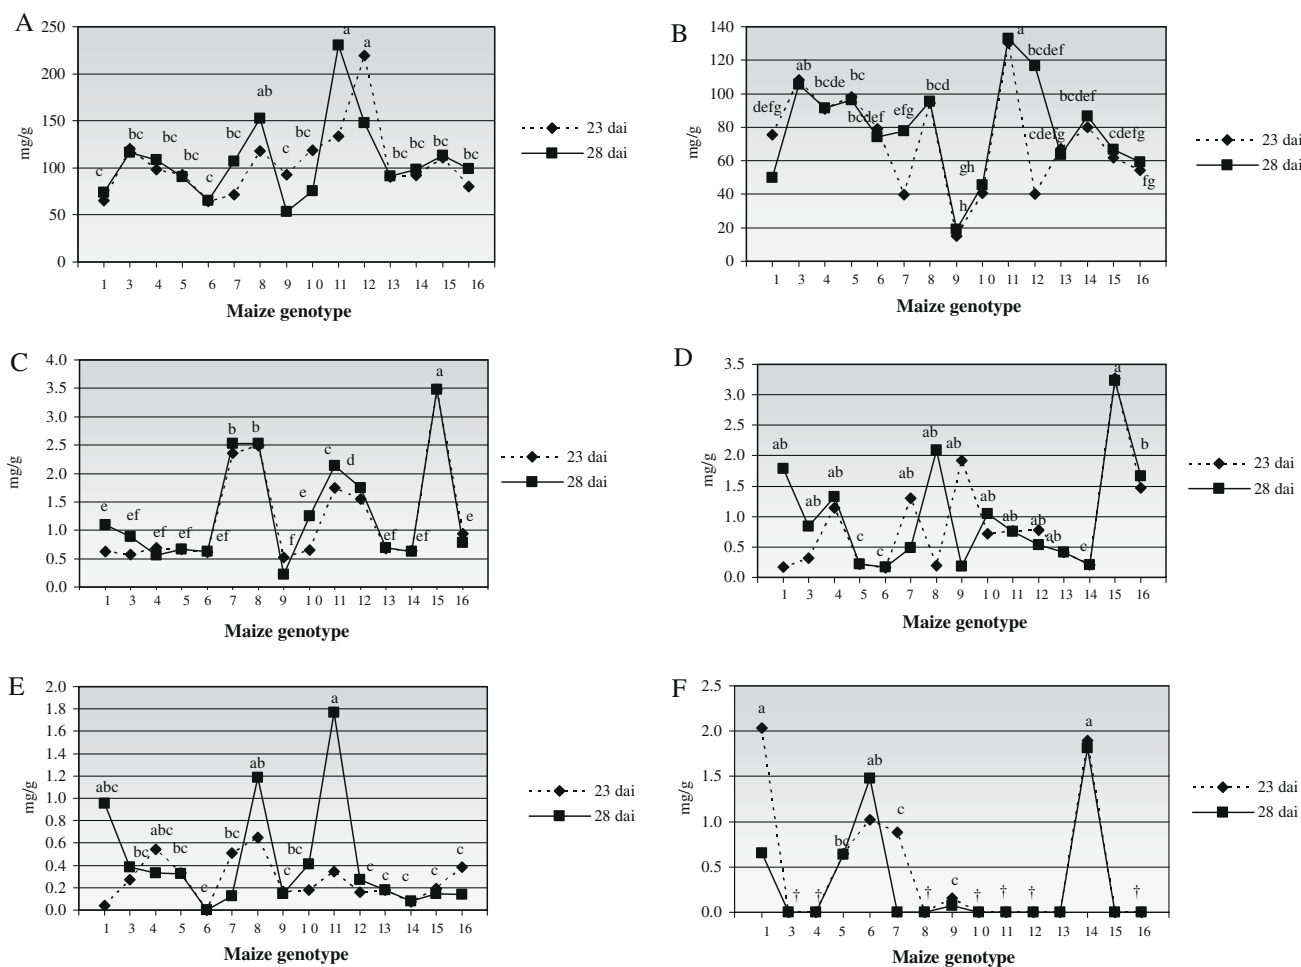 A
250
200
150
100
50
0
mg/g
c bc bc bc c bc ab c bc a a bc bc bc bc
1 3 4 5 6 7 8 9 10 11 12 13 14 15 16
Maize genotype
23 dai
28 dai
B
140
120
100
80
60
40
20
0
mg/g
defg ab bcde bc bcdef efg bcd h gh a bcdef cdefg bcdef cdefg fg
1 3 4 5 6 7 8 9 10 11 12 13 14 15 16
Maize genotype
23 dai
28 dai
C
4.0
3.5
3.0
2.5
2.0
1.5
1.0
0.5
0.0
mg/g
e ef ef ef ef b b f e c d ef ef a e
1 3 4 5 6 7 8 9 10 11 12 13 14 15 16
Maize genotype
23 dai
28 dai
D
3.5
3.0
2.5
2.0
1.5
1.0
0.5
0.0
mg/g
ab ab ab c c ab ab ab ab ab ab ab c a b
1 3 4 5 6 7 8 9 10 11 12 13 14 15 16
Maize genotype
23 dai
28 dai
E
2.0
1.8
1.6
1.4
1.2
1.0
0.8
0.6
0.4
0.2
0.0
mg/g
abc bc abc bc c bc ab c bc a c c c c c
1 3 4 5 6 7 8 9 10 11 12 13 14 15 16
Maize genotype
23 dai
28 dai
F
2.5
2.0
1.5
1.0
0.5
0.0
mg/g
a † † bc ab c † c † † † a †
1 3 4 5 6 7 8 9 10 11 12 13 14 15 16
Maize genotype
23 dai
28 dai